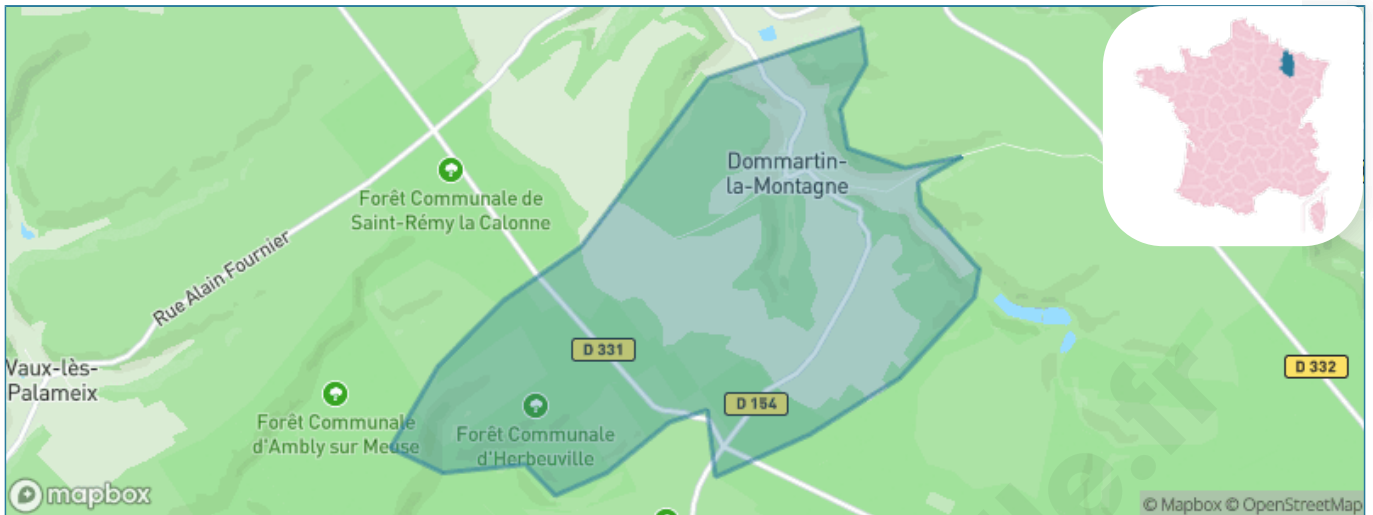 Dommartin-
la-Montagne
Forêt Communale de
Saint-Rémy la Calonne
Rue Alain Fournier
D 331
D 332
Vaux-lès-
Palameix
Forêt Communale
d'Ambly sur Meuse
D 154
Forêt Communale
d'Herbeuville
mapbox
© Mapbox © OpenStreetMap